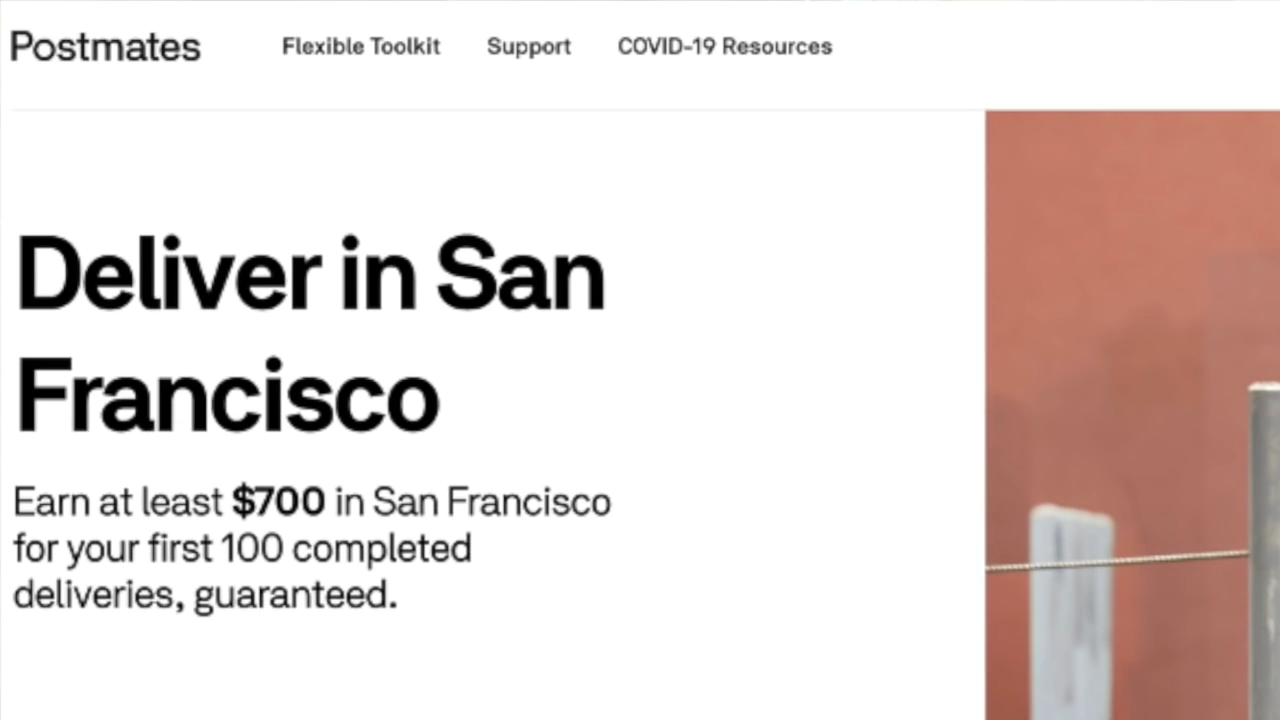 Postmates Flexible Toolkit Support COVID-19 Resources
Deliver in San
Francisco
Earn at least $700 in San Francisco
for your first 100 completed
deliveries, guaranteed.